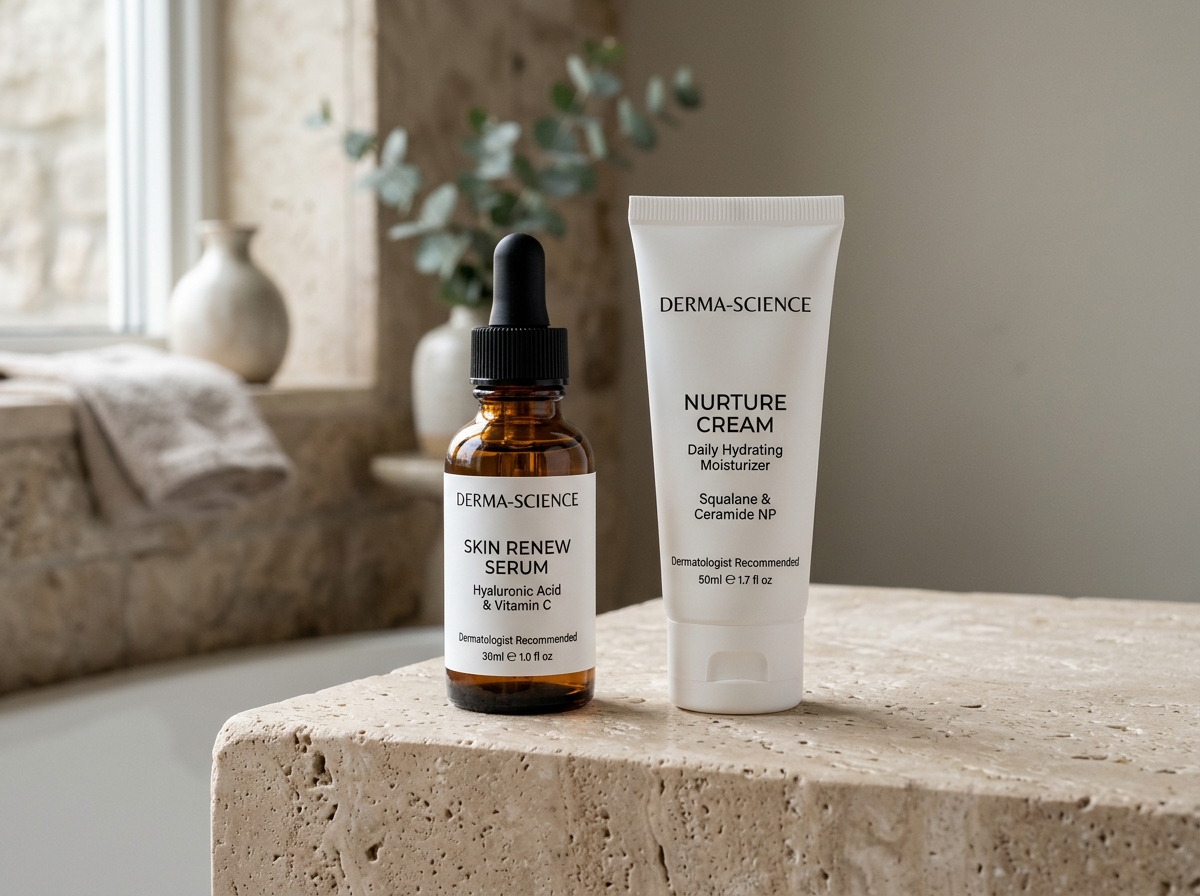 DERMA-SCIENCE
SKIN RENEW
SERUM
Hyaluronic Acid
& Vitamin C
Dermatologist Recommended
30ml ℮ 1.0 fl oz
DERMA-SCIENCE
NURTURE
CREAM
Daily Hydrating
Moisturizer
Squalane &
Ceramide NP
Dermatologist Recommended
50ml ℮ 1.7 fl oz